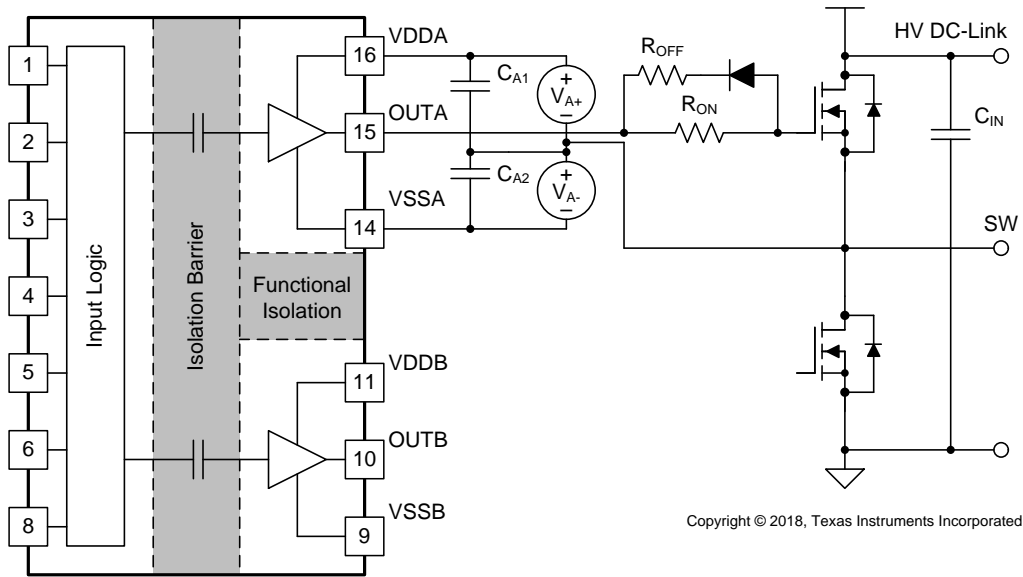 1
2
3
4
5
6
8
Input Logic
Isolation Barrier
Functional
Isolation
16
15
14
11
10
9
VDDA
OUTA
VSSA
VDDB
OUTB
VSSB
CA1
CA2
+
VA+
–
+
VA-
–
ROFF
RON
HV DC-Link
CIN
SW
Copyright © 2018, Texas Instruments Incorporated